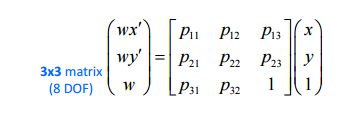 wx' p₁₁ p₁₂ p₁₃ x
wy' = p₂₁ p₂₂ p₂₃ y
3x3 matrix
(8 DOF) w p₃₁ p₃₂ 1 1